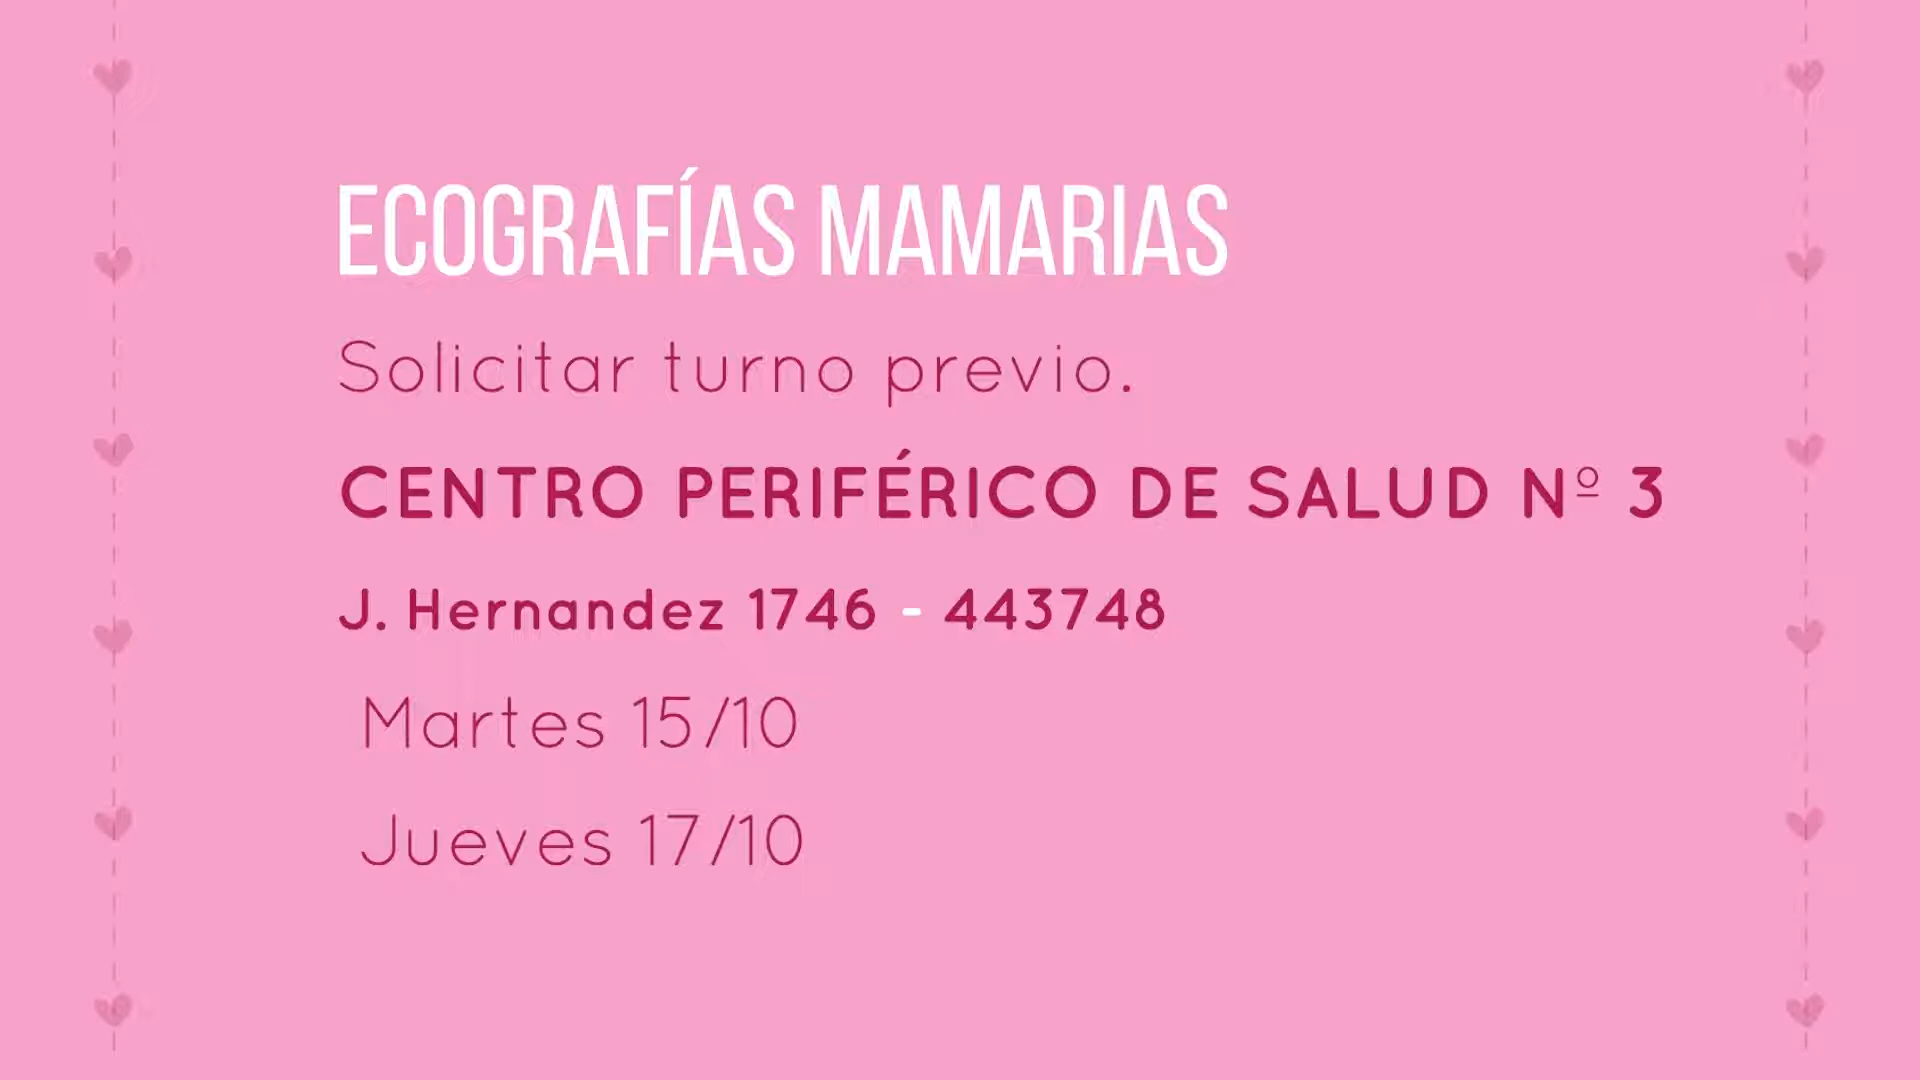 ECOGRAFÍAS MAMARIAS
Solicitar turno previo.
CENTRO PERIFÉRICO DE SALUD Nº 3
J. Hernandez 1746 - 443748
Martes 15/10
Jueves 17/10